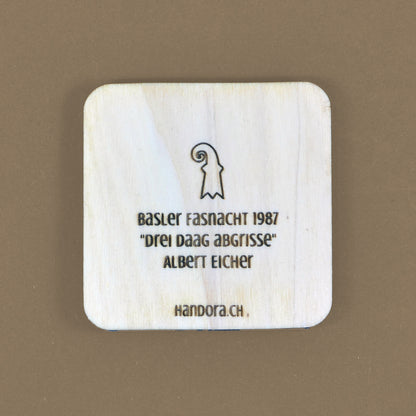 Basler Fasnacht 1987
"Drei Daag abgrisse"
Albert Eicher
Handora.ch